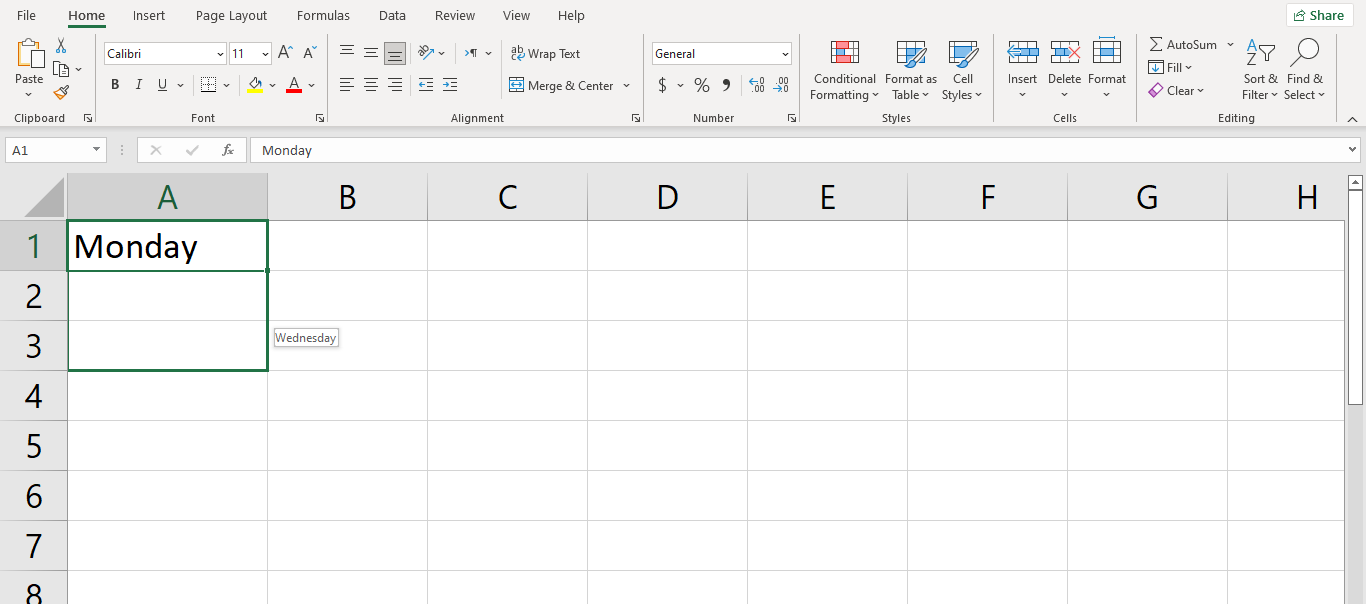 File Home Insert Page Layout Formulas Data Review View Help Share
Calibri 11 A A ab Wrap Text General AutoSum A Z
Paste Conditional Format as Cell Insert Delete Format Fill Sort & Find &
B I U A Merge & Center $ % 9 .00 .00 Formatting Table Styles Clear Filter Select
Clipboard Font Alignment Number Styles Cells Editing
A1 fx Monday
A B C D E F G H
1 Monday
2
3 Wednesday
4
5
6
7
8